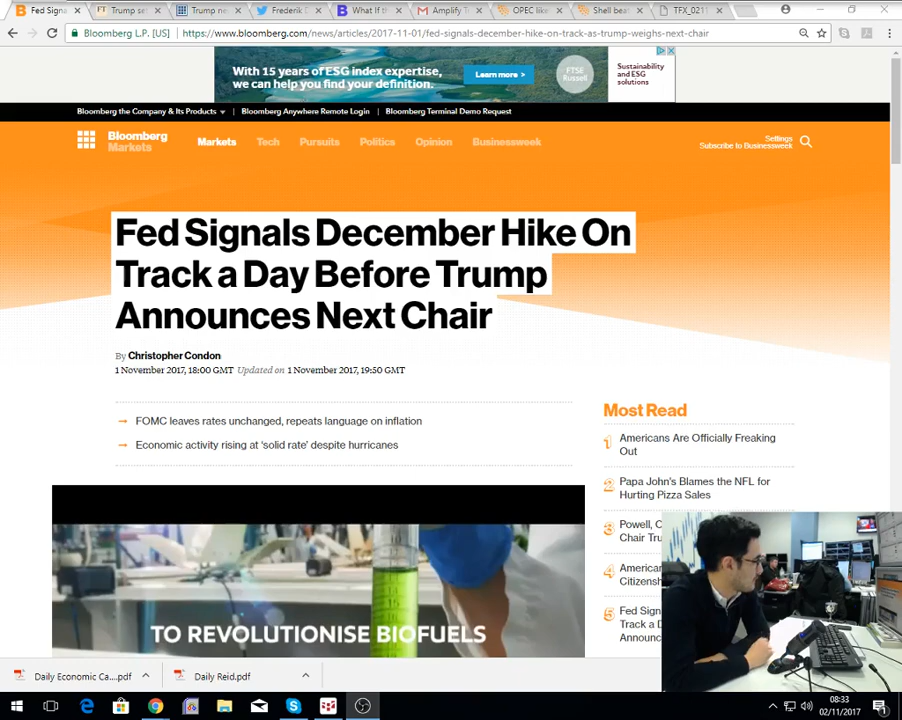 Fed Signa
Trump se
Trump ne
Frederik D
What If th
Amplify Tr
OPEC like
Shell bea
TFX_0211
Bloomberg L.P. [US]
https://www.bloomberg.com/news/articles/2017-11-01/fed-signals-december-hike-on-track-as-trump-weighs-next-chair
With 15 years of ESG index expertise,
we can help you find your definition.
Learn more >
FTSE
Russell
Sustainability
and ESG
solutions
Bloomberg the Company & Its Products
Bloomberg Anywhere Remote Login
Bloomberg Terminal Demo Request
Bloomberg
Markets
Markets
Tech
Pursuits
Politics
Opinion
Businessweek
Settings
Subscribe to Businessweek
Fed Signals December Hike On
Track a Day Before Trump
Announces Next Chair
By Christopher Condon
1 November 2017, 18:00 GMT Updated on 1 November 2017, 19:50 GMT
→ FOMC leaves rates unchanged, repeats language on inflation
→ Economic activity rising at ‘solid rate’ despite hurricanes
Most Read
1 Americans Are Officially Freaking
Out
2 Papa John's Blames the NFL for
Hurting Pizza Sales
3 Powell, C
Chair Tru
4 American
Citizensh
5 Fed Sign
Track a D
Announc
TO REVOLUTIONISE BIOFUELS
Daily Economic Ca....pdf
Daily Reid.pdf
08:33
02/11/2017